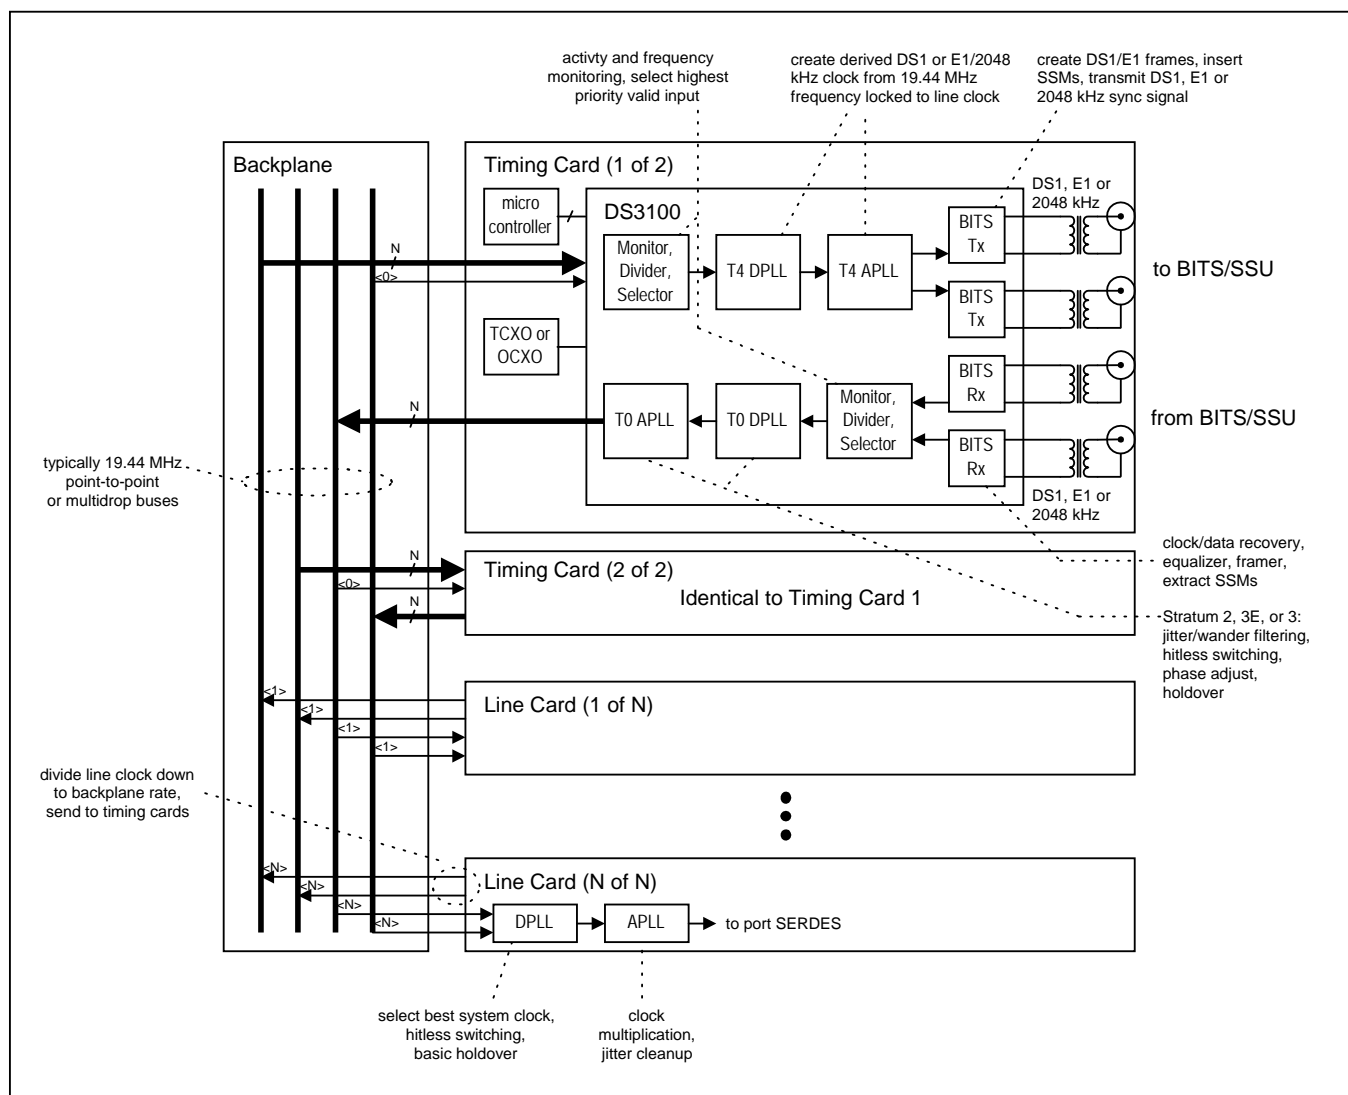 activty and frequency
monitoring, select highest
priority valid input
create derived DS1 or E1/2048
kHz clock from 19.44 MHz
frequency locked to line clock
create DS1/E1 frames, insert
SSMs, transmit DS1, E1 or
2048 kHz sync signal
Backplane
Timing Card (1 of 2)
micro
controller
DS3100
DS1, E1 or
2048 kHz
N
<0>
Monitor,
Divider,
Selector
T4 DPLL
T4 APLL
BITS
Tx
BITS
Tx
to BITS/SSU
TCXO or
OCXO
N
T0 APLL
T0 DPLL
Monitor,
Divider,
Selector
BITS
Rx
BITS
Rx
from BITS/SSU
DS1, E1 or
2048 kHz
typically 19.44 MHz
point-to-point
or multidrop buses
clock/data recovery,
equalizer, framer,
extract SSMs
N
<0>
N
Timing Card (2 of 2)
Identical to Timing Card 1
Stratum 2, 3E, or 3:
jitter/wander filtering,
hitless switching,
phase adjust,
holdover
<1>
<1>
<1>
<1>
Line Card (1 of N)
divide line clock down
to backplane rate,
send to timing cards
<N>
<N>
<N>
<N>
Line Card (N of N)
DPLL
APLL
to port SERDES
select best system clock,
hitless switching,
basic holdover
clock
multiplication,
jitter cleanup